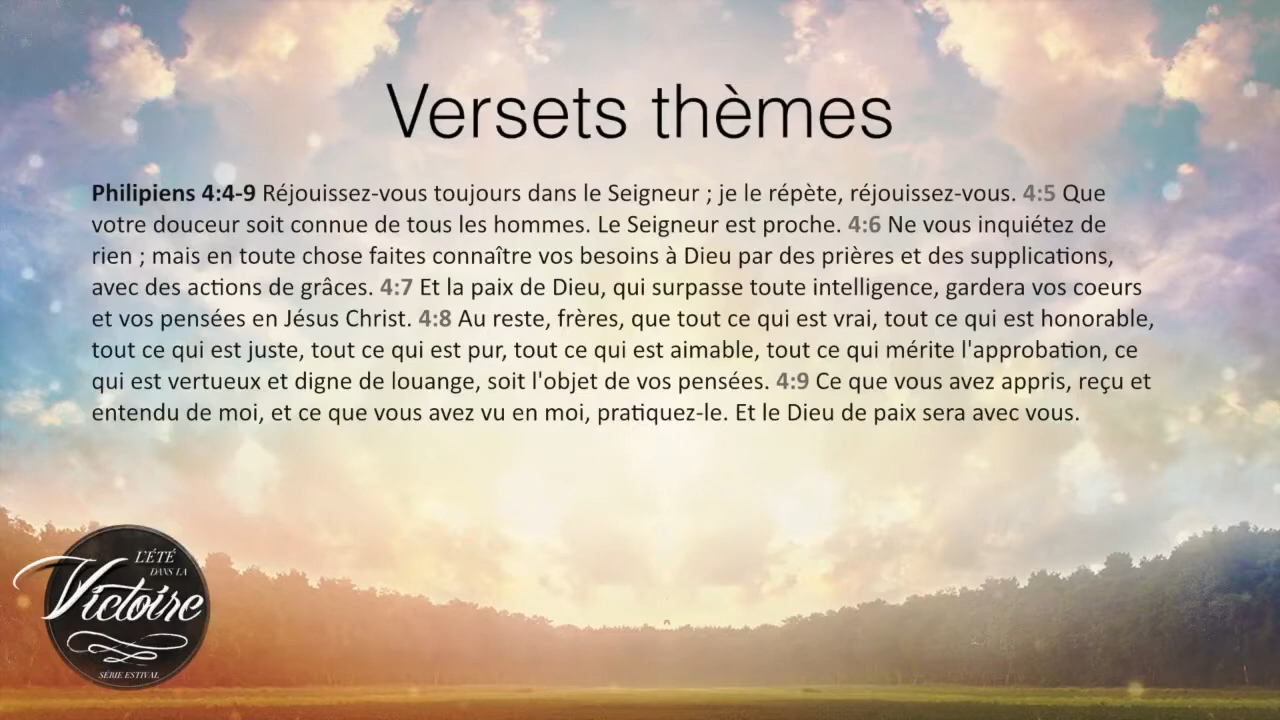 Versets thèmes
Philipiens 4:4-9 Réjouissez-vous toujours dans le Seigneur ; je le répète, réjouissez-vous. 4:5 Que
votre douceur soit connue de tous les hommes. Le Seigneur est proche. 4:6 Ne vous inquiétez de
rien ; mais en toute chose faites connaître vos besoins à Dieu par des prières et des supplications,
avec des actions de grâces. 4:7 Et la paix de Dieu, qui surpasse toute intelligence, gardera vos coeurs
et vos pensées en Jésus Christ. 4:8 Au reste, frères, que tout ce qui est vrai, tout ce qui est honorable,
tout ce qui est juste, tout ce qui est pur, tout ce qui est aimable, tout ce qui mérite l'approbation, ce
qui est vertueux et digne de louange, soit l'objet de vos pensées. 4:9 Ce que vous avez appris, reçu et
entendu de moi, et ce que vous avez vu en moi, pratiquez-le. Et le Dieu de paix sera avec vous.
L'ÉTÉ
DANS LA
Victoire
SÉRIE ESTIVAL